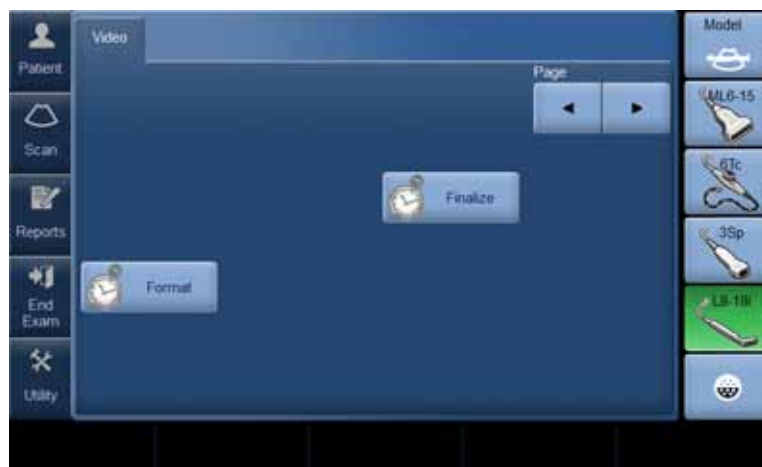 Patient
Scan
Reports
End
Exam
Utility
Video
Page
Finalize
Format
Model
ML6-15
6Tc
3Sp
L8-18i